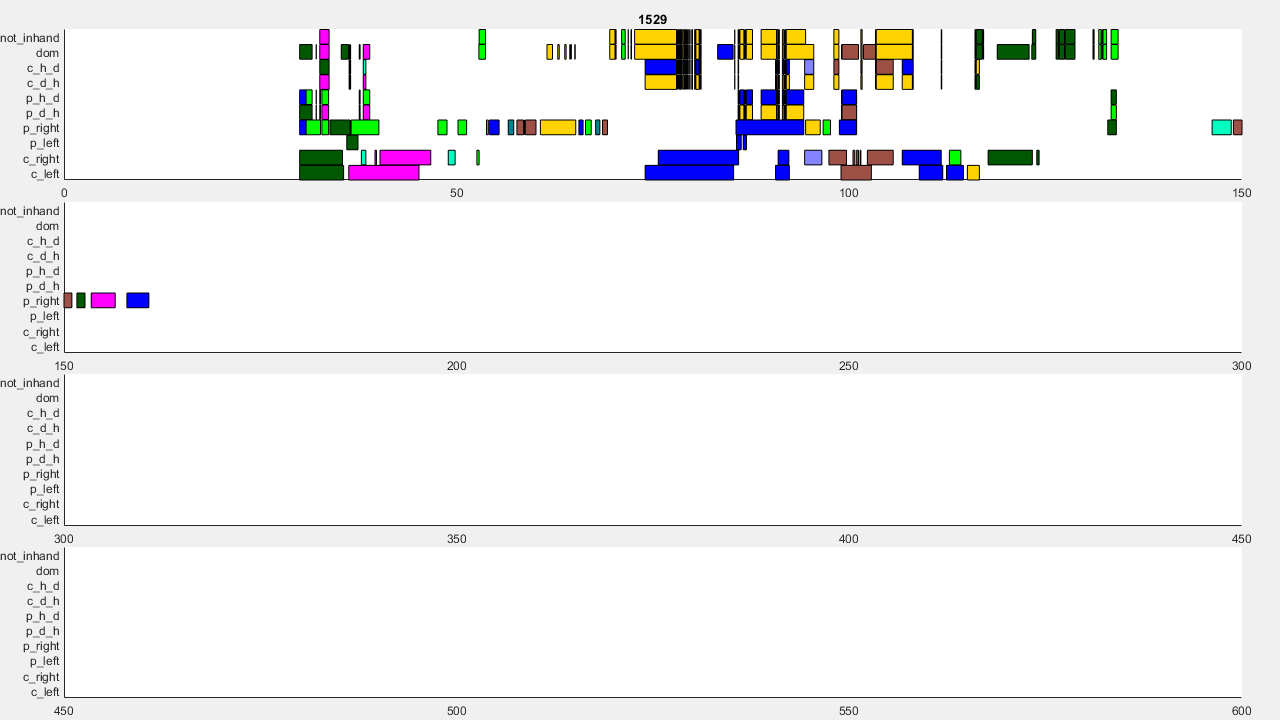 1529
not_inhand
dom
c_h_d
c_d_h
p_h_d
p_d_h
p_right
p_left
c_right
c_left
0 50 100 150
not_inhand
dom
c_h_d
c_d_h
p_h_d
p_d_h
p_right
p_left
c_right
c_left
150 200 250 300
not_inhand
dom
c_h_d
c_d_h
p_h_d
p_d_h
p_right
p_left
c_right
c_left
300 350 400 450
not_inhand
dom
c_h_d
c_d_h
p_h_d
p_d_h
p_right
p_left
c_right
c_left
450 500 550 600